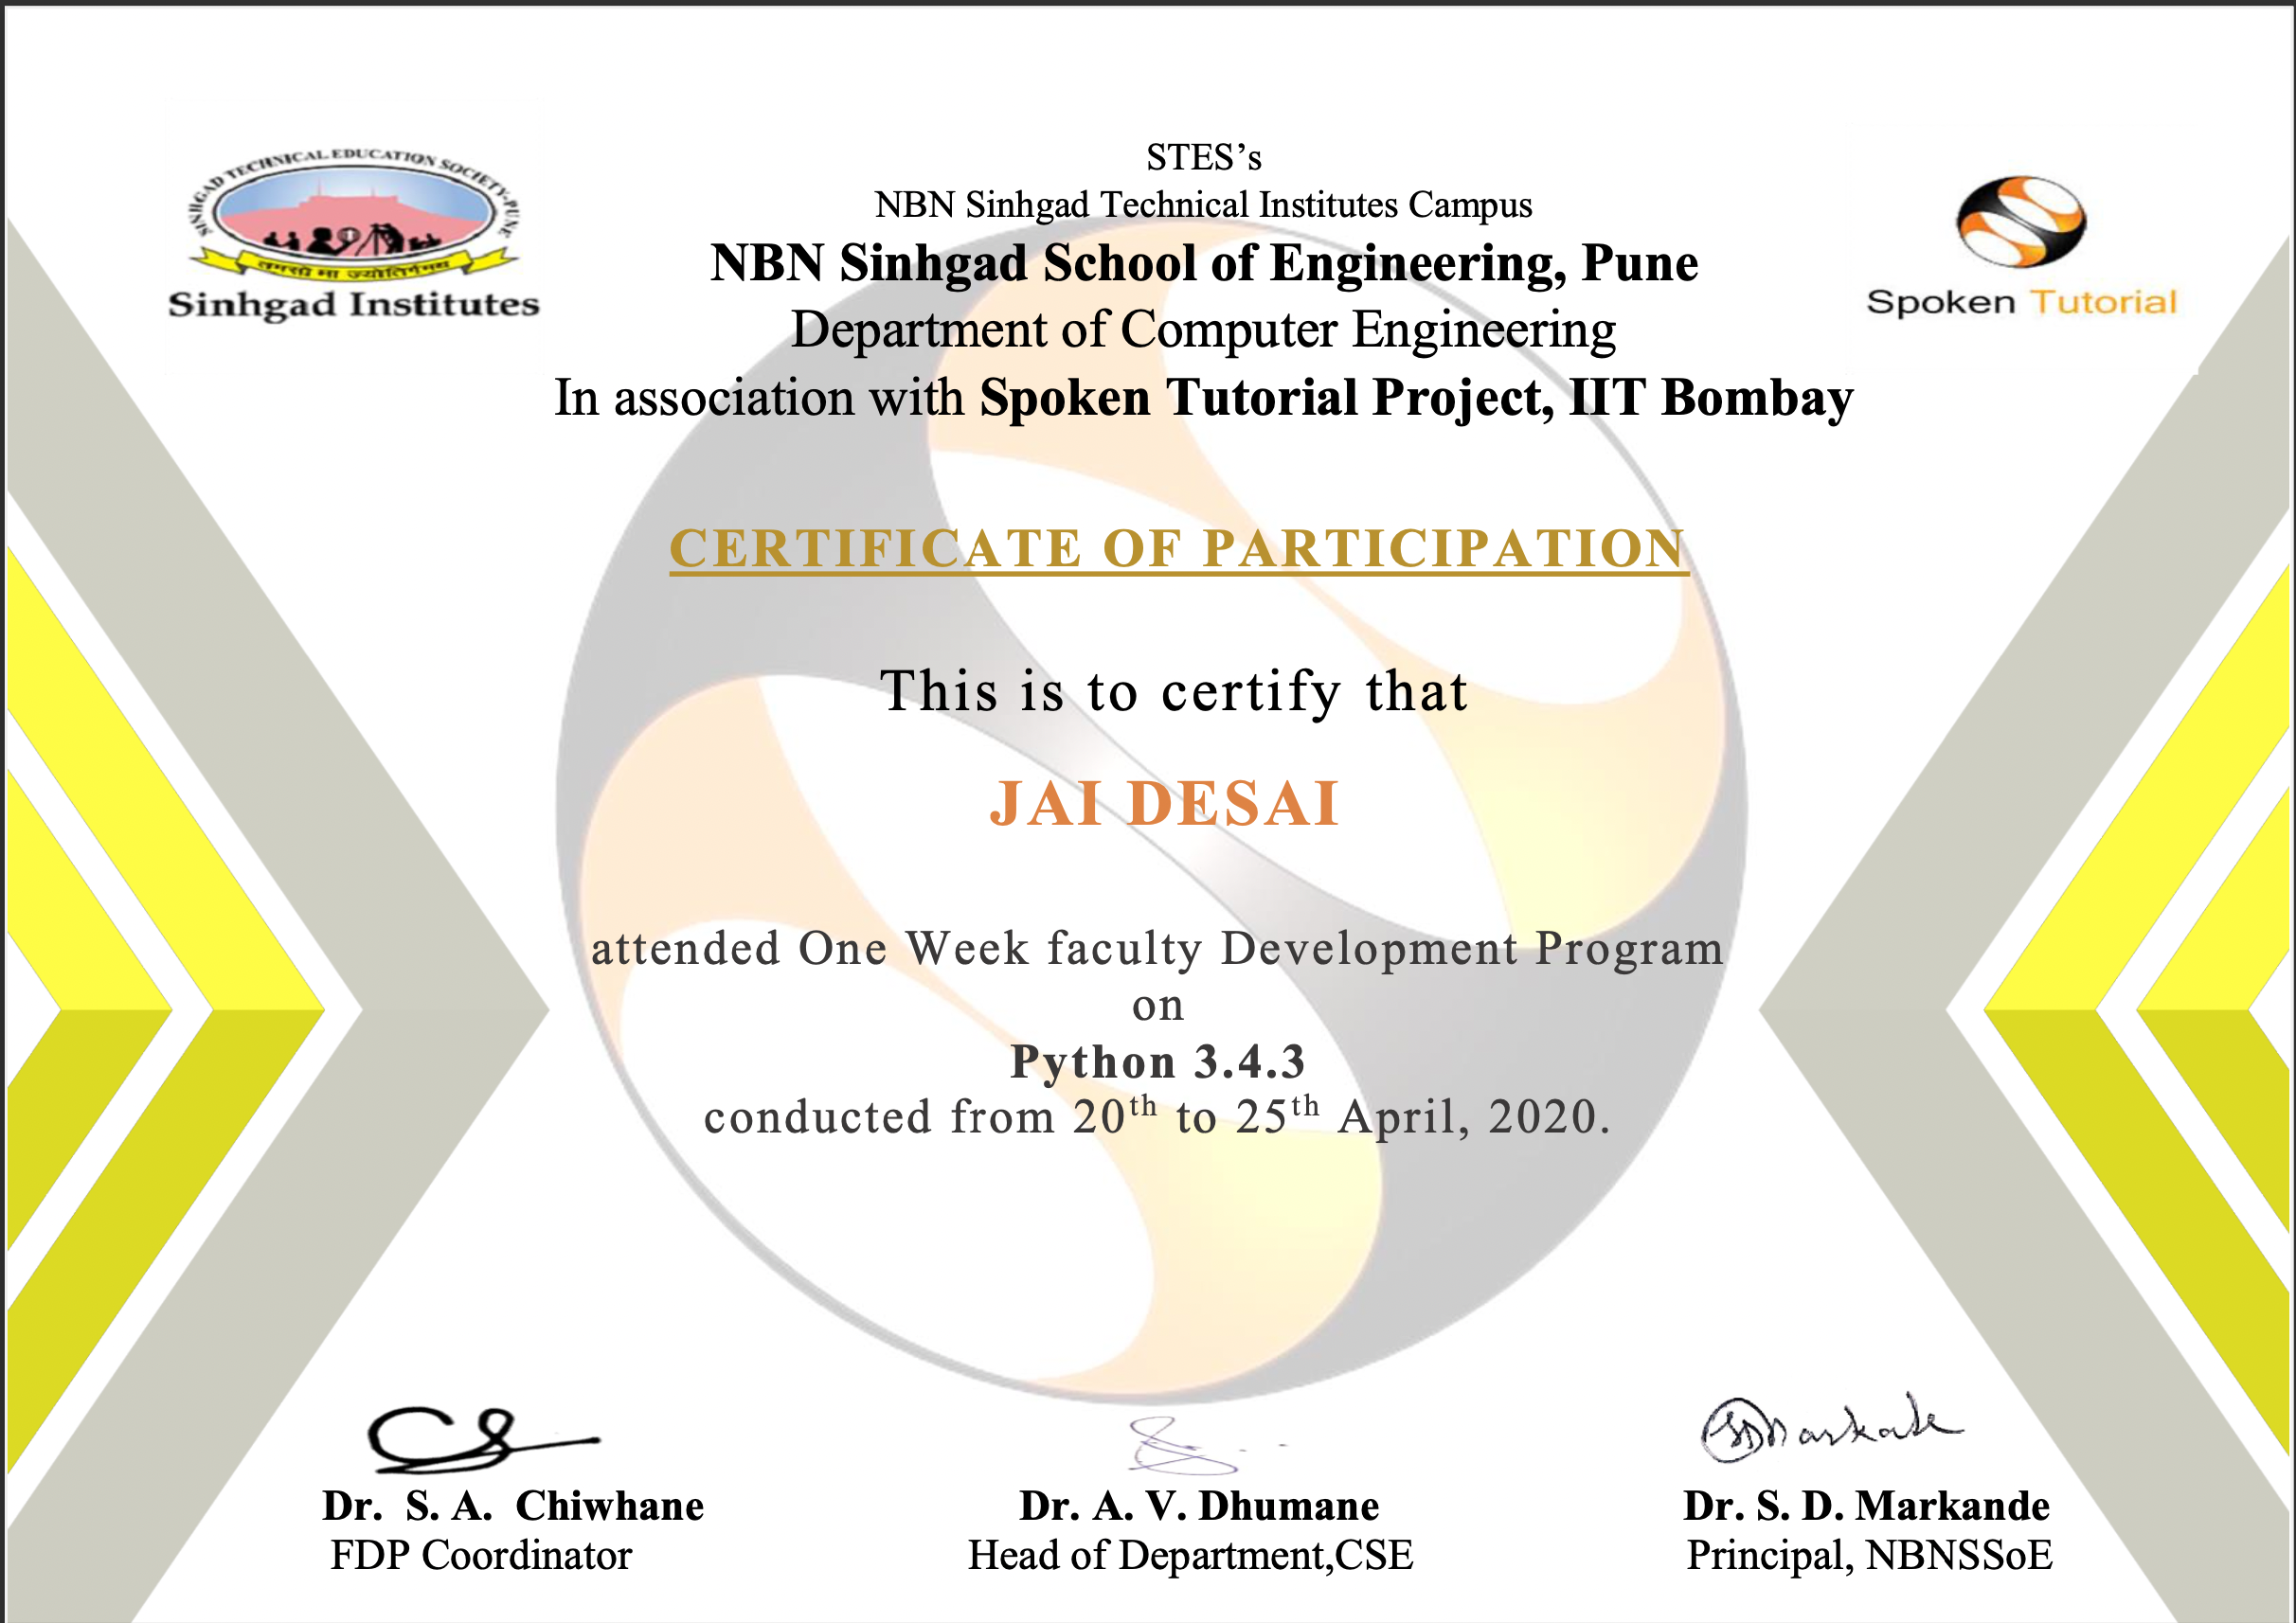 SINHGAD TECHNICAL EDUCATION SOCIETY-PUNE
तमसो मा ज्योतिर्गमय
Sinhgad Institutes
Spoken Tutorial
STES’s
NBN Sinhgad Technical Institutes Campus
NBN Sinhgad School of Engineering, Pune
Department of Computer Engineering
In association with Spoken Tutorial Project, IIT Bombay
CERTIFICATE OF PARTICIPATION
This is to certify that
JAI DESAI
attended One Week faculty Development Program
on
Python 3.4.3
conducted from 20th to 25th April, 2020.
Markande
Dr. S. A. Chiwhane
FDP Coordinator
Dr. A. V. Dhumane
Head of Department,CSE
Dr. S. D. Markande
Principal, NBNSSoE